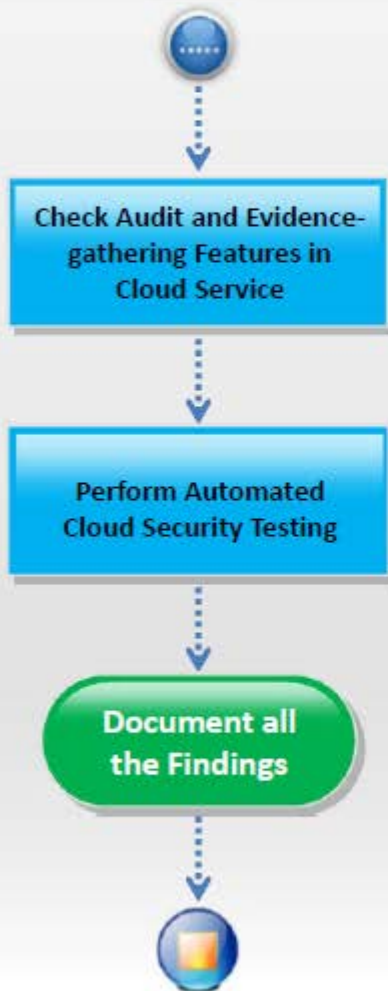 Check Audit and Evidence-
gathering Features in
Cloud Service
Perform Automated
Cloud Security Testing
Document all
the Findings